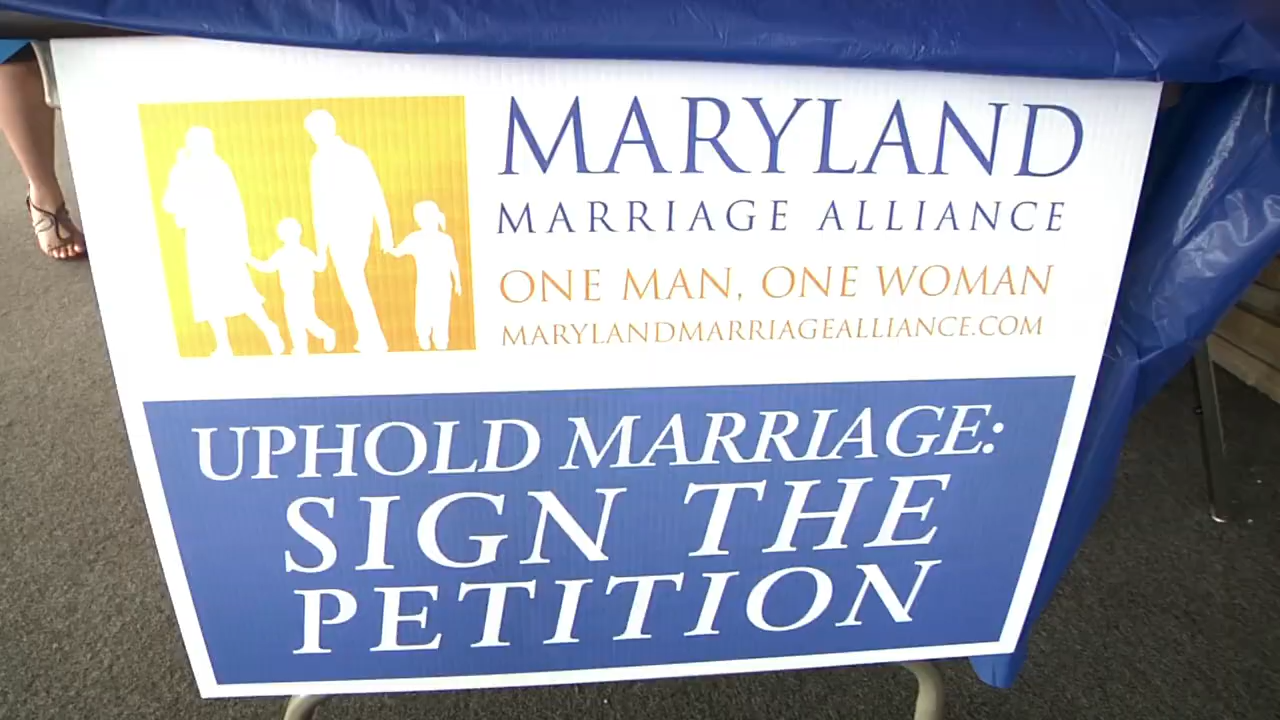 MARYLAND
MARRIAGE ALLIANCE
ONE MAN, ONE WOMAN
MARYLANDMARRIAGEALLIANCE.COM
UPHOLD MARRIAGE:
SIGN THE
PETITION